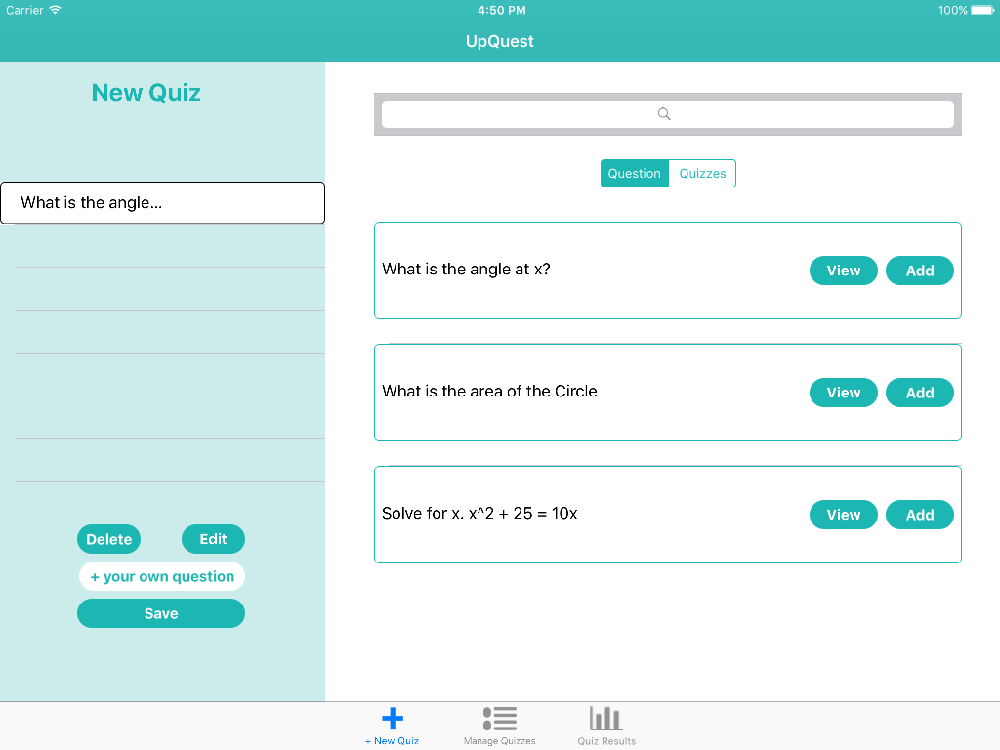 Carrier 4:50 PM 100%
UpQuest
New Quiz
What is the angle...
Delete Edit
+ your own question
Save
Question Quizzes
What is the angle at x? View Add
What is the area of the Circle View Add
Solve for x. x^2 + 25 = 10x View Add
+ New Quiz Manage Quizzes Quiz Results